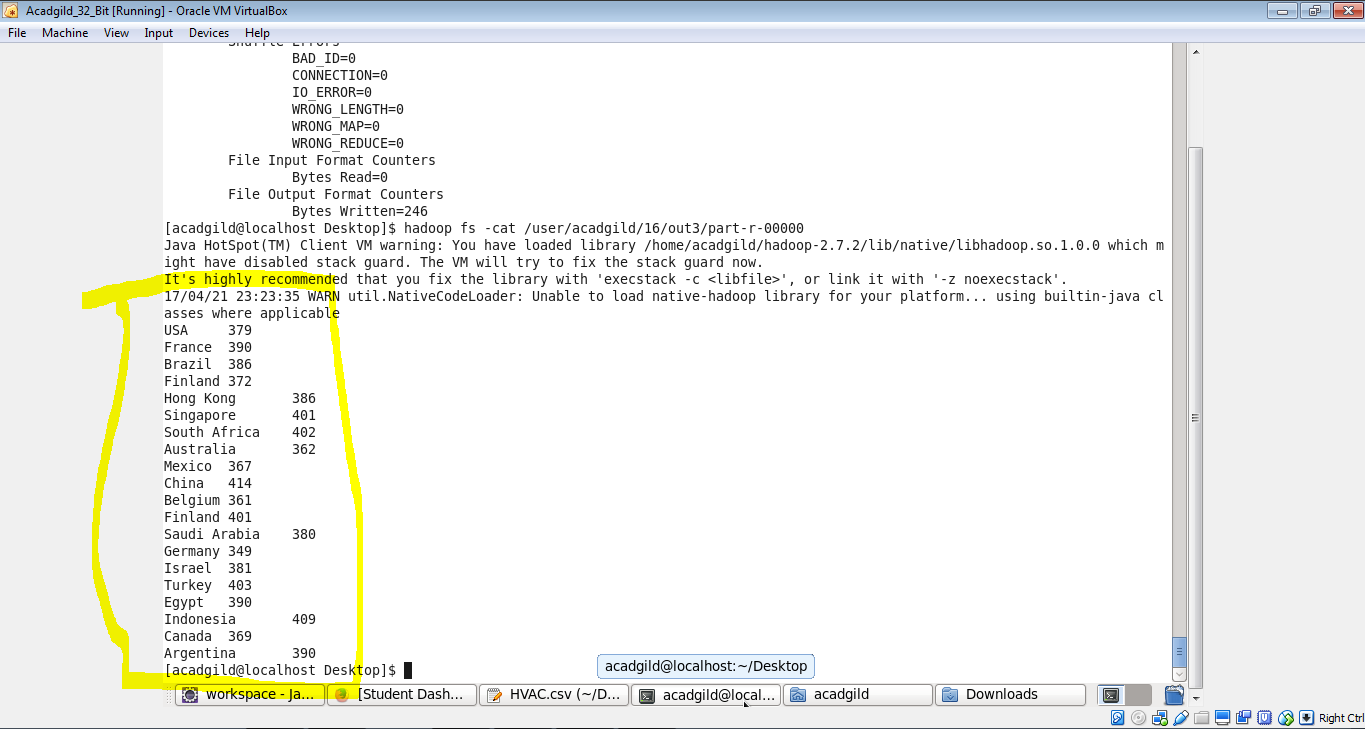 Acadgild_32_Bit [Running] - Oracle VM VirtualBox
File Machine View Input Devices Help
Shuffle Errors
BAD_ID=0
CONNECTION=0
IO_ERROR=0
WRONG_LENGTH=0
WRONG_MAP=0
WRONG_REDUCE=0
File Input Format Counters
Bytes Read=0
File Output Format Counters
Bytes Written=246
[acadgild@localhost Desktop]$ hadoop fs -cat /user/acadgild/16/out3/part-r-00000
Java HotSpot(TM) Client VM warning: You have loaded library /home/acadgild/hadoop-2.7.2/lib/native/libhadoop.so.1.0.0 which m
ight have disabled stack guard. The VM will try to fix the stack guard now.
It's highly recommended that you fix the library with 'execstack -c <libfile>', or link it with '-z noexecstack'.
17/04/21 23:23:35 WARN util.NativeCodeLoader: Unable to load native-hadoop library for your platform... using builtin-java cl
asses where applicable
USA 379
France 390
Brazil 386
Finland 372
Hong Kong 386
Singapore 401
South Africa 402
Australia 362
Mexico 367
China 414
Belgium 361
Finland 401
Saudi Arabia 380
Germany 349
Israel 381
Turkey 403
Egypt 390
Indonesia 409
Canada 369
Argentina 390
[acadgild@localhost Desktop]$
acadgild@localhost:~/Desktop
workspace - Ja... [Student Dash... HVAC.csv (~/D... acadgild@local... acadgild Downloads
Right Ctrl